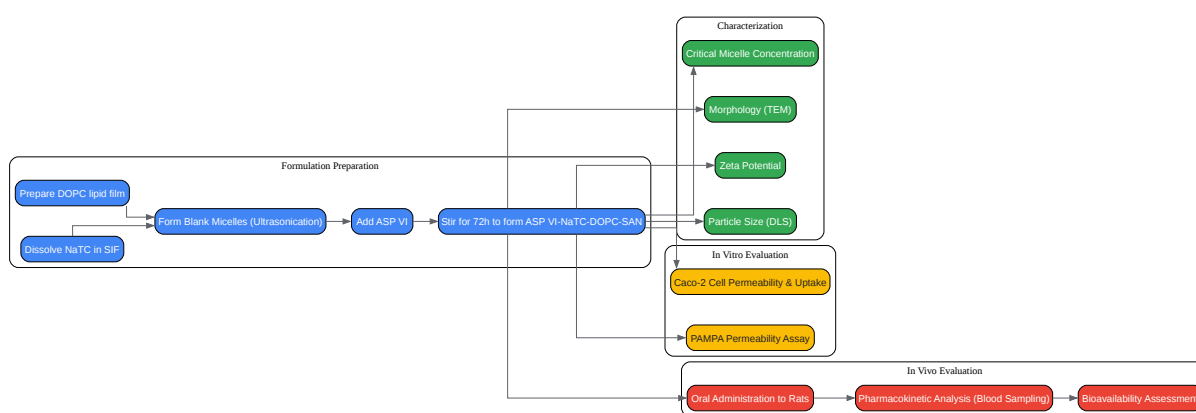 Characterization
Critical Micelle Concentration
Morphology (TEM)
Zeta Potential
Particle Size (DLS)
Formulation Preparation
Prepare DOPC lipid film
Dissolve NaTC in SIF
Form Blank Micelles (Ultrasonication)
Add ASP VI
Stir for 72h to form ASP VI-NaTC-DOPC-SAN
In Vitro Evaluation
Caco-2 Cell Permeability & Uptake
PAMPA Permeability Assay
In Vivo Evaluation
Oral Administration to Rats
Pharmacokinetic Analysis (Blood Sampling)
Bioavailability Assessment